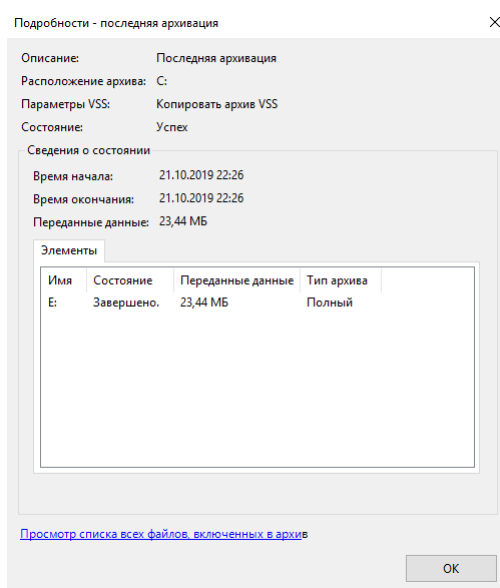 Подробности - последняя архивация
Описание: Последняя архивация
Расположение архива: C:
Параметры VSS: Копировать архив VSS
Состояние: Успех
Сведения о состоянии
Время начала: 21.10.2019 22:26
Время окончания: 21.10.2019 22:26
Переданные данные: 23,44 МБ
Элементы
Имя Состояние Переданные данные Тип архива
E: Завершено. 23,44 МБ Полный
Просмотр списка всех файлов, включенных в архив
ОК